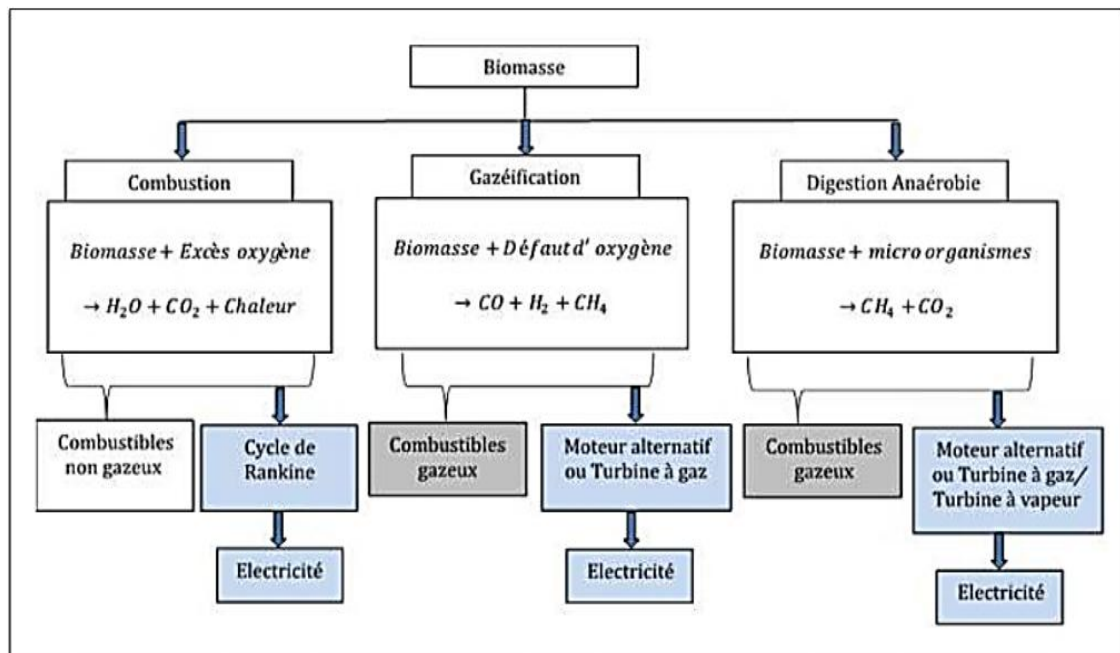 Biomasse
Combustion
Biomasse + Excès oxygène
→ H₂O + CO₂ + Chaleur
Combustibles
non gazeux
Cycle de
Rankine
Electricité
Gazéification
Biomasse + Défaut d' oxygène
→ CO + H₂ + CH₄
Combustibles
gazeux
Moteur alternatif
ou Turbine à gaz
Electricité
Digestion Anaérobie
Biomasse + micro organismes
→ CH₄ + CO₂
Combustibles
gazeux
Moteur alternatif
ou Turbine à gaz/
Turbine à vapeur
Electricité